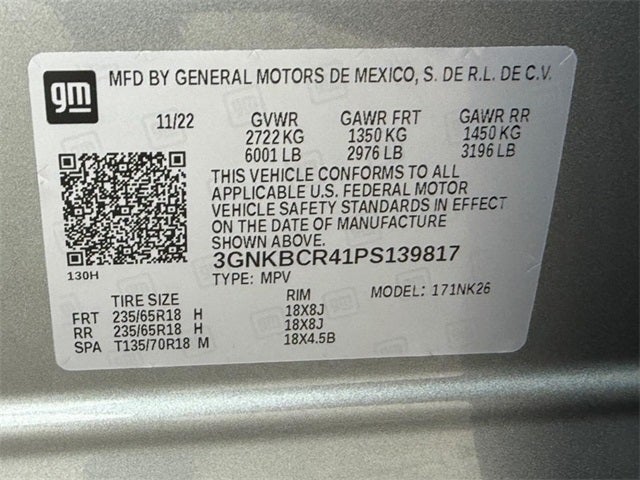 gm MFD BY GENERAL MOTORS DE MEXICO, S. DE R.L. DE C.V.
11/22 GVWR GAWR FRT GAWR RR
2722 KG 1350 KG 1450 KG
6001 LB 2976 LB 3196 LB
THIS VEHICLE CONFORMS TO ALL
APPLICABLE U.S. FEDERAL MOTOR
VEHICLE SAFETY STANDARDS IN EFFECT
ON THE DATE OF MANUFACTURE
SHOWN ABOVE.
3GNKBCR41PS139817
130H
TYPE: MPV MODEL: 171NK26
TIRE SIZE RIM
FRT 235/65R18 H 18X8J
RR 235/65R18 H 18X8J
SPA T135/70R18 M 18X4.5B